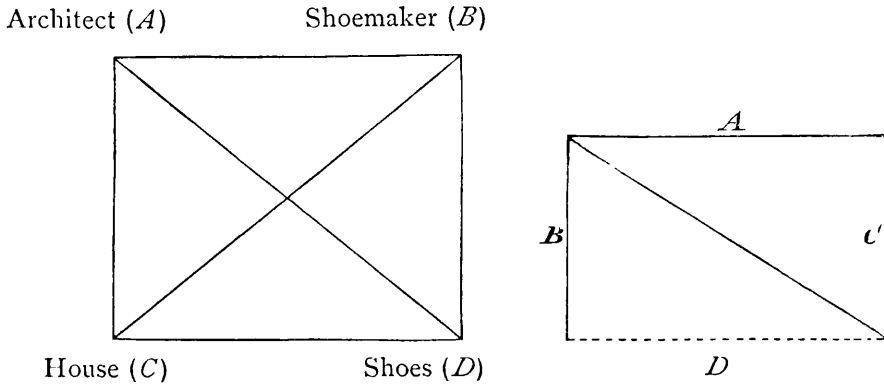 Architect (A) Shoemaker (B)
A
B C
House (C) Shoes (D)
D